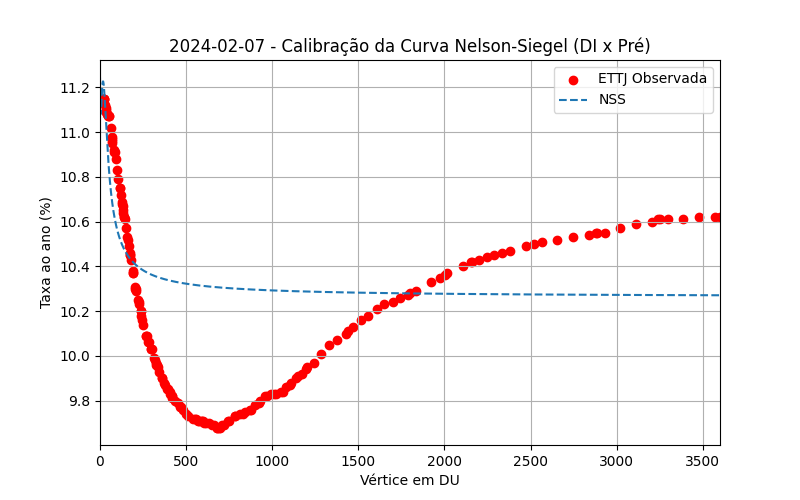 2024-02-07 - Calibração da Curva Nelson-Siegel (DI x Pré)
ETTJ Observada
NSS
Taxa ao ano (%)
11.2
11.0
10.8
10.6
10.4
10.2
10.0
9.8
0 500 1000 1500 2000 2500 3000 3500
Vértice em DU